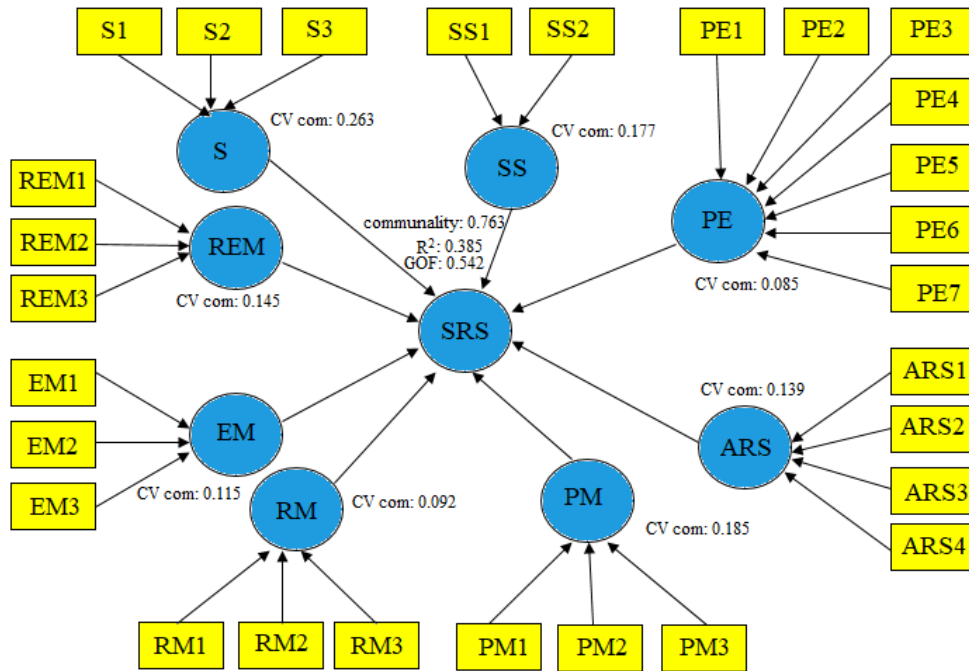 S1
S2
S3
SS1
SS2
PE1
PE2
PE3
PE4
PE5
PE6
PE7
CV com: 0.263
S
CV com: 0.177
SS
PE
CV com: 0.085
REM1
REM2
REM3
REM
CV com: 0.145
communality: 0.763
R²: 0.385
GOF: 0.542
SRS
EM1
EM2
EM3
EM
CV com: 0.115
RM
CV com: 0.092
PM
CV com: 0.185
CV com: 0.139
ARS
ARS1
ARS2
ARS3
ARS4
RM1
RM2
RM3
PM1
PM2
PM3